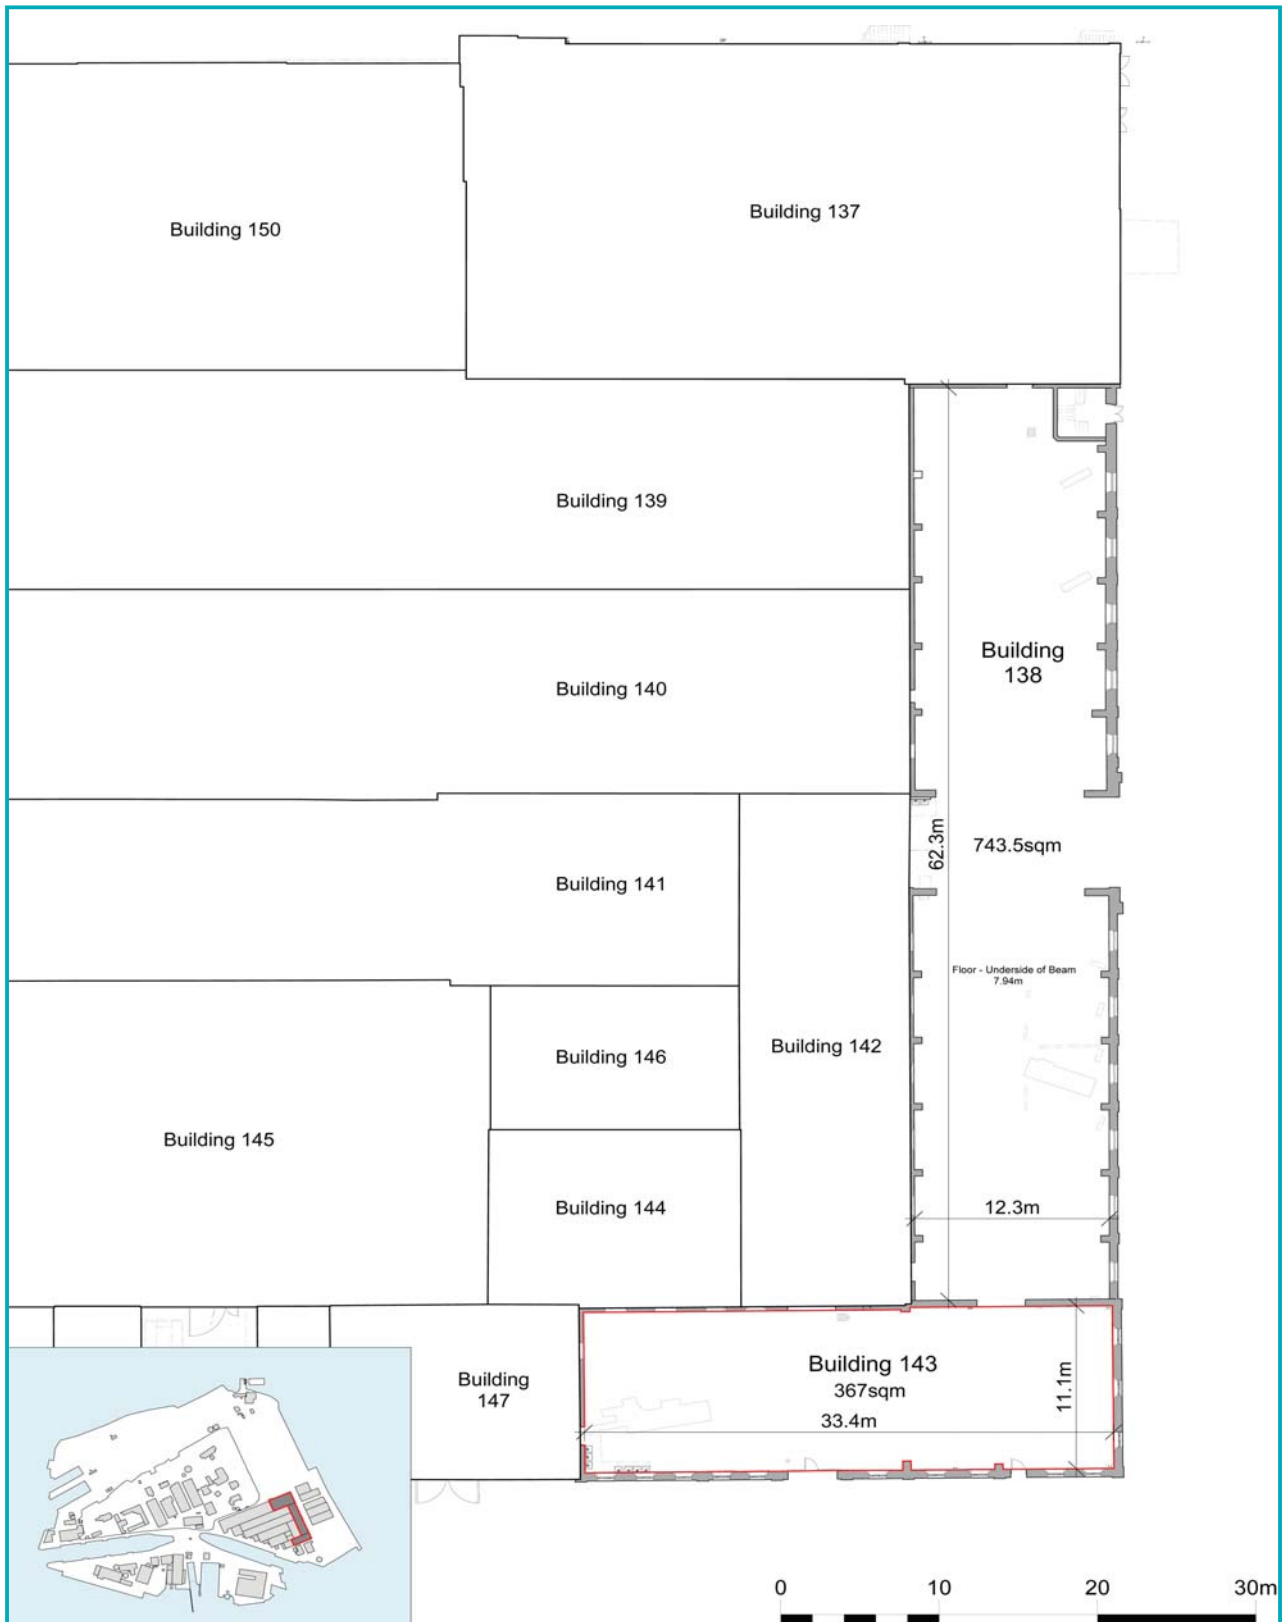 Building 150
Building 137
Building 139
Building 140
Building
138
62.3m
743.5sqm
Building 141
Floor - Underside of Beam
7.94m
Building 146
Building 142
Building 145
Building 144
12.3m
Building
147
Building 143
367sqm
33.4m
11.1m
0 10 20 30m